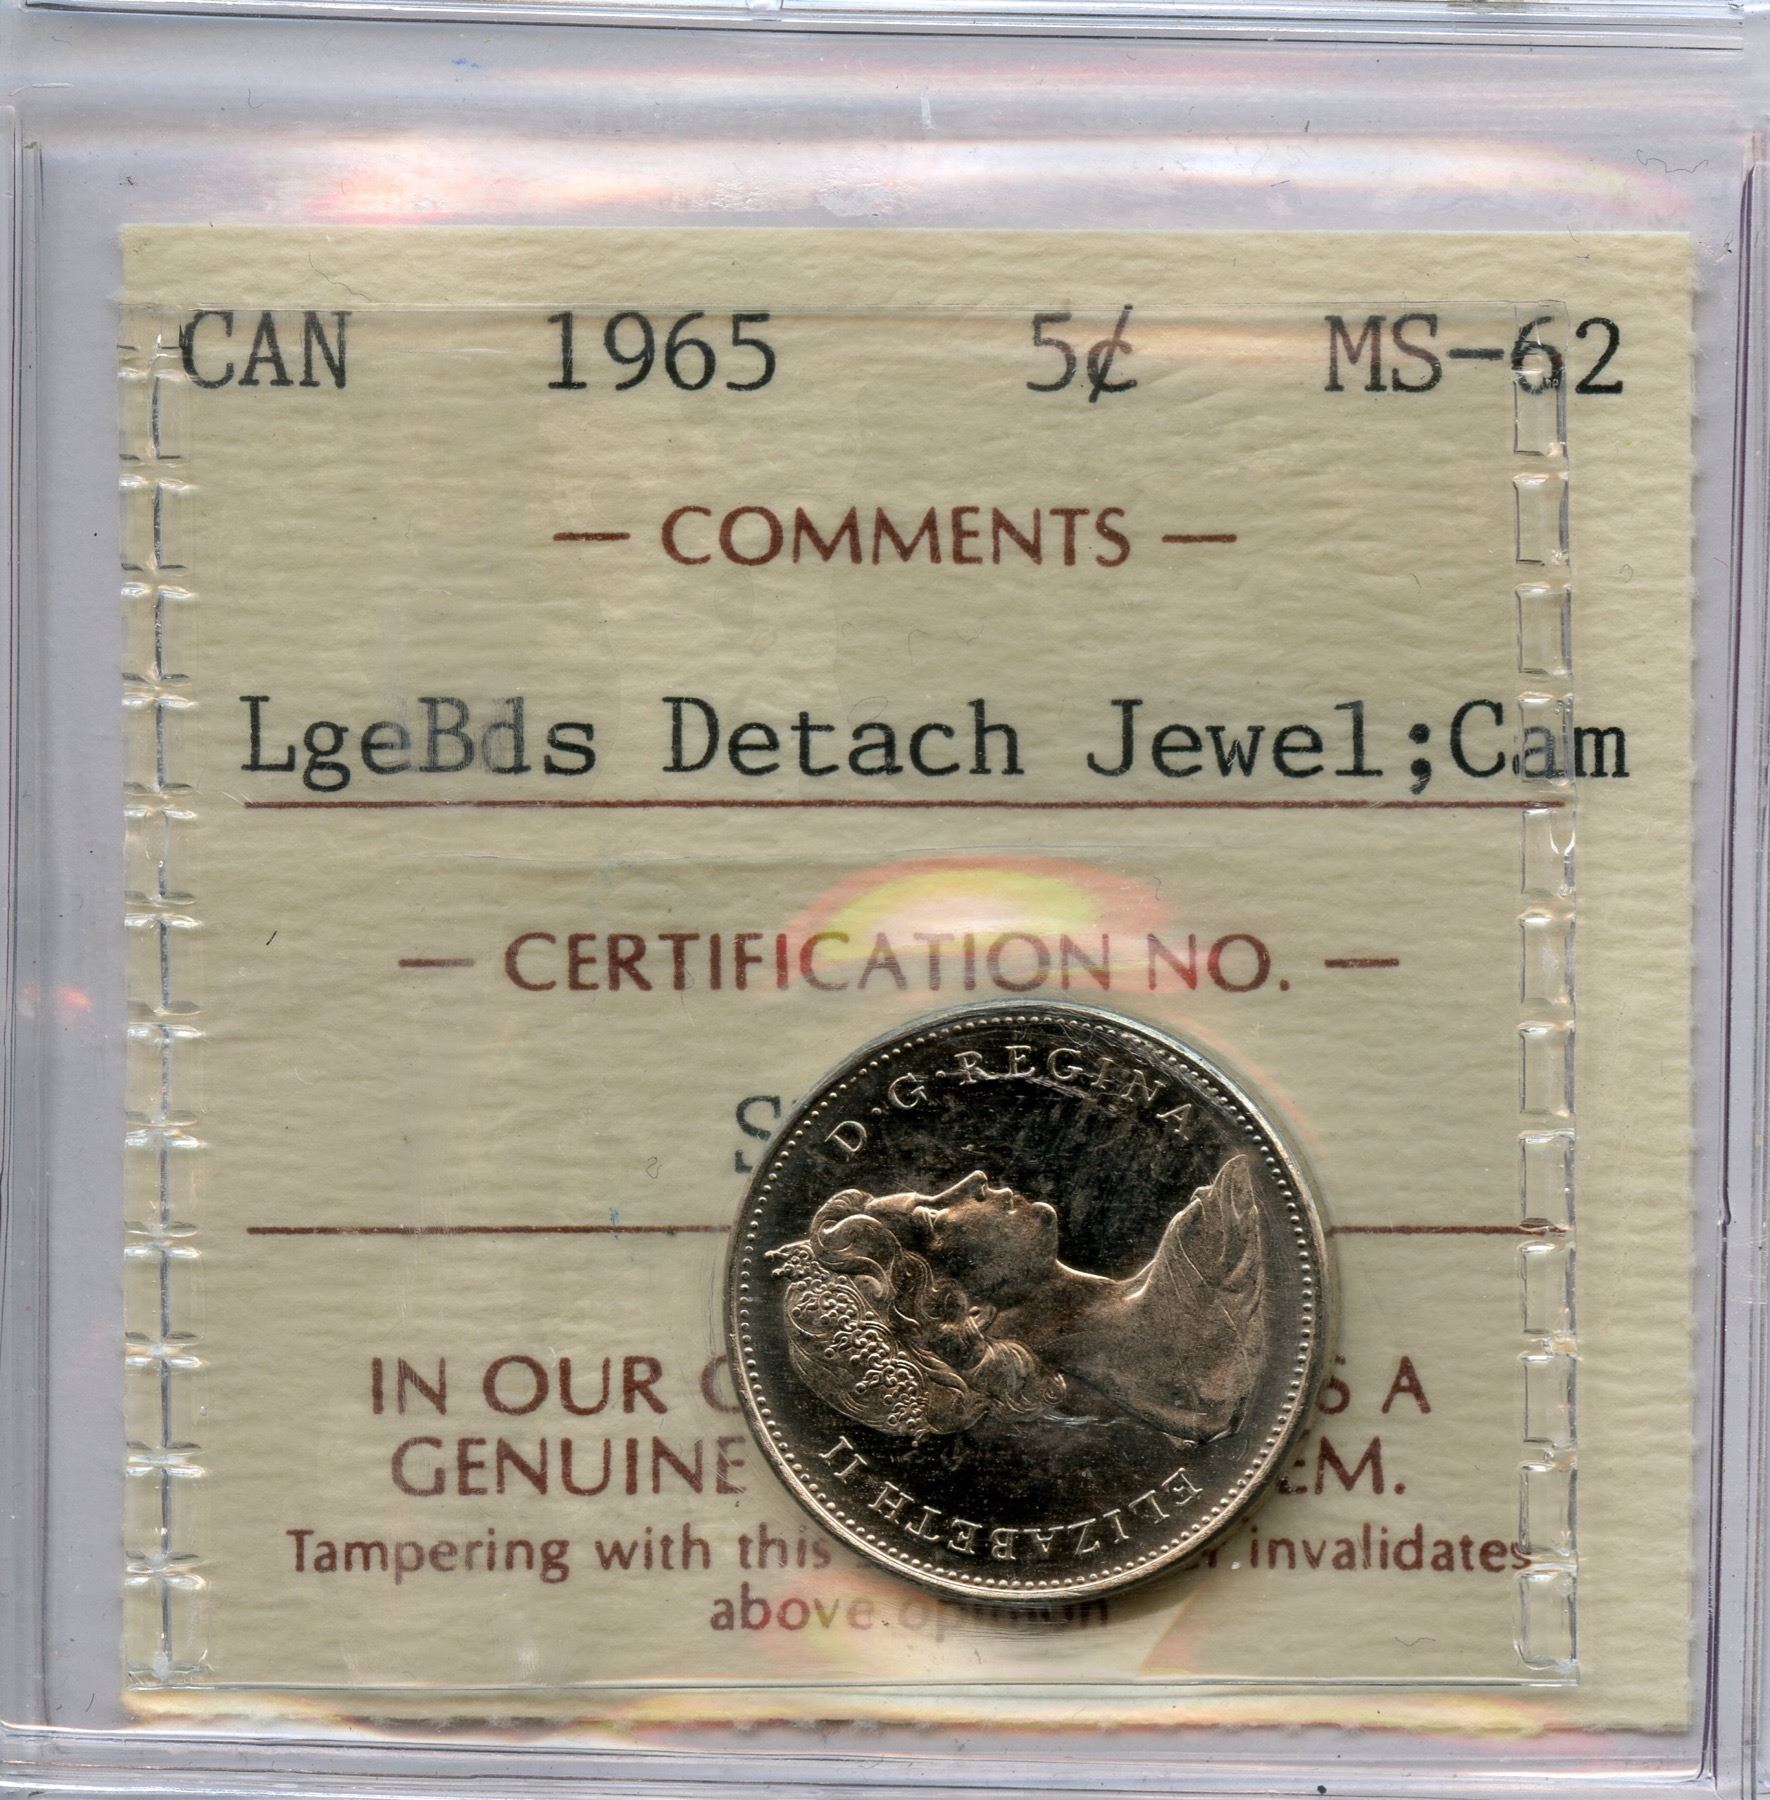 CAN 1965 5¢ MS-62
— COMMENTS —
LgeBds Detach Jewel;Cam
— CERTIFICATION NO. —
D·G·REGINA
ELIZABETH II
IN OUR A
GENUINE
Tampering with this invalidates
above opinion